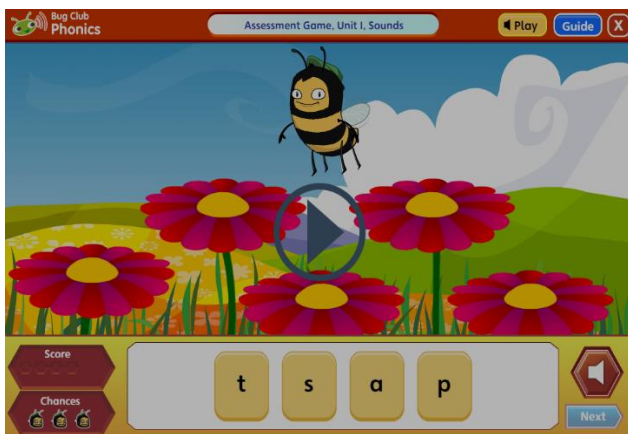 Bug Club
Phonics
Assessment Game, Unit 1, Sounds
Play
Guide
X
Score
Chances
t s a p
Next